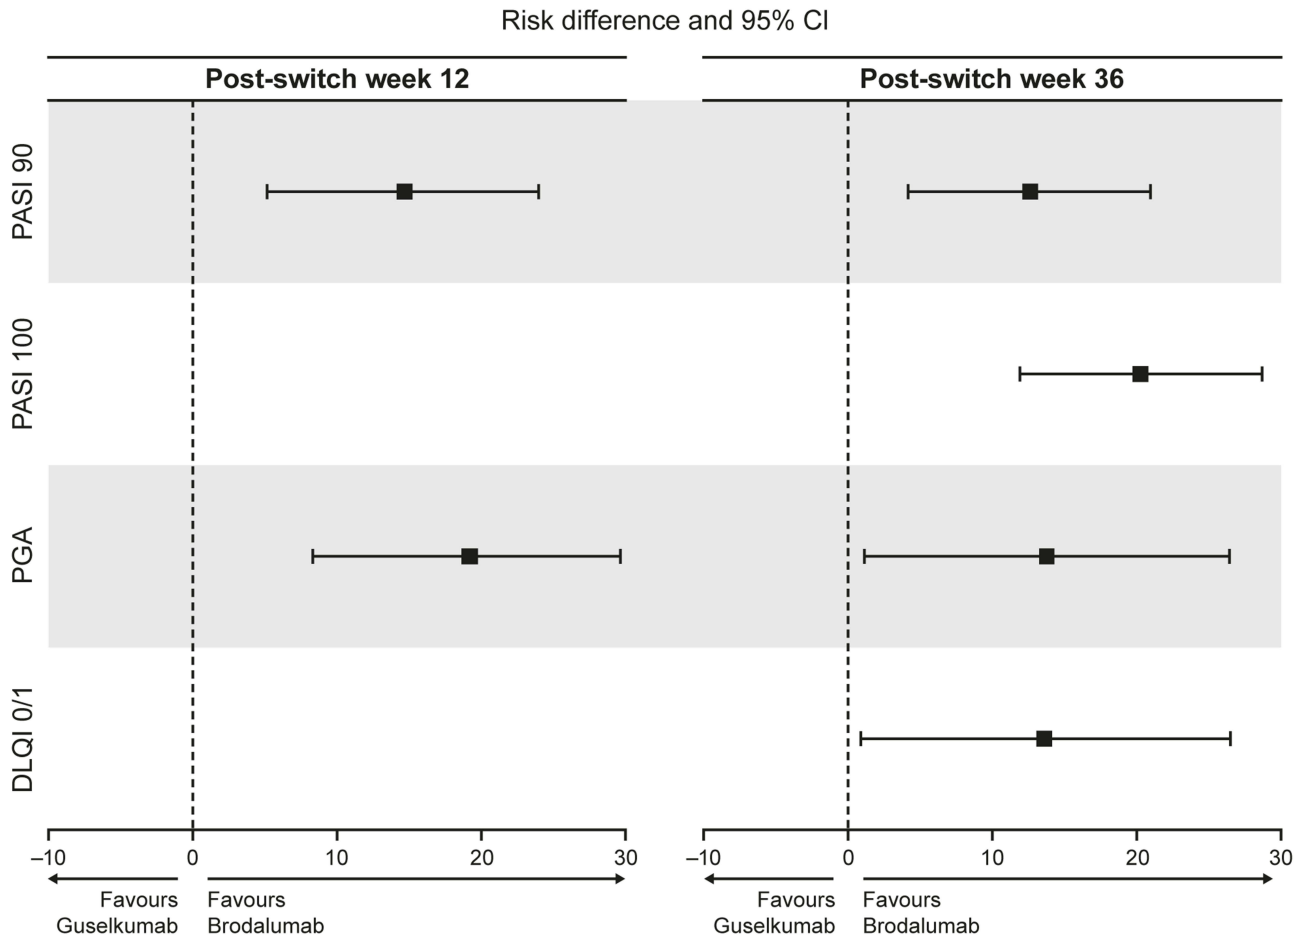 Risk difference and 95% CI
Post-switch week 12
Post-switch week 36
PASI 90
PASI 100
PGA
DLQI 0/1
–10 0 10 20 30
–10 0 10 20 30
Favours
Guselkumab
Favours
Brodalumab
Favours
Guselkumab
Favours
Brodalumab